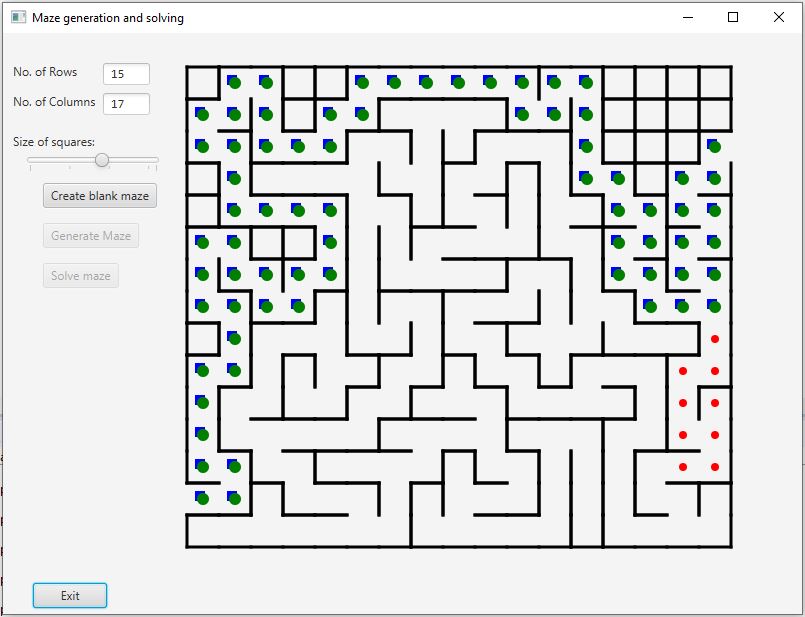 Maze generation and solving
No. of Rows 15
No. of Columns 17
Size of squares:
Create blank maze
Generate Maze
Solve maze
Exit